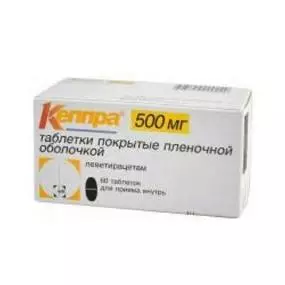 Кеппра® 500 мг
таблетки покрытые пленочной
оболочкой
леветирацетам
60 таблеток
для приема внутрь